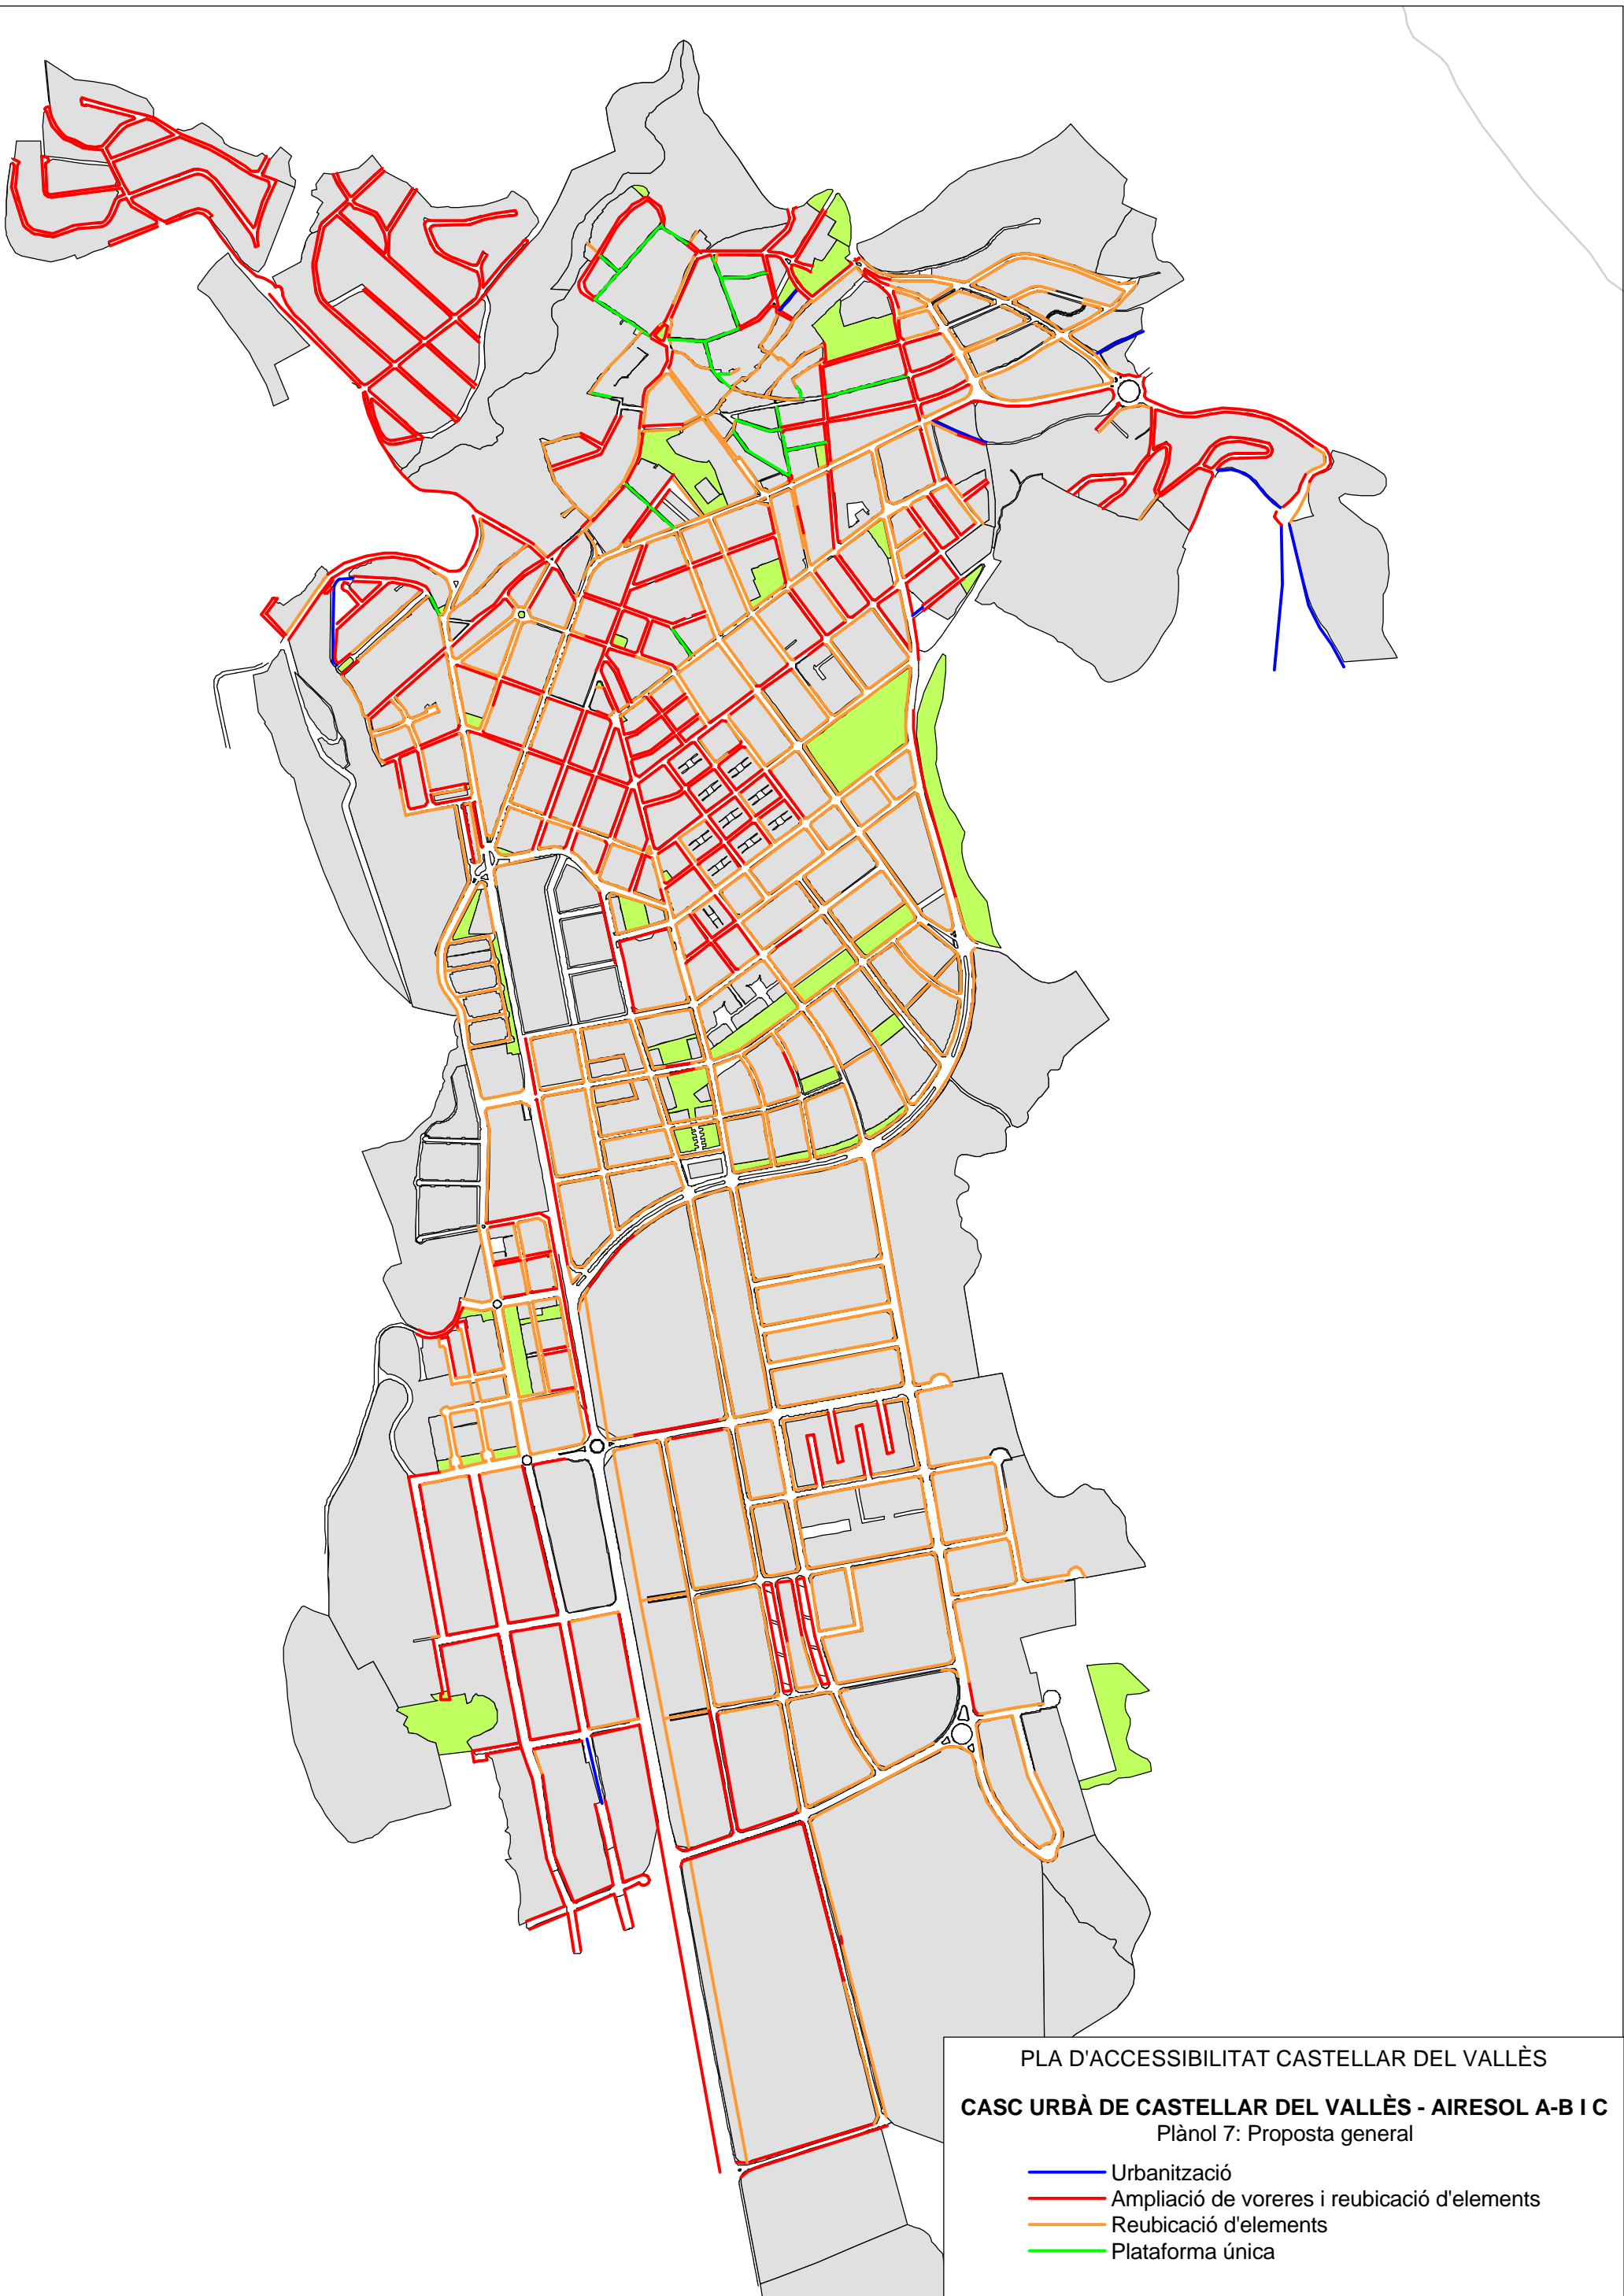 PLA D'ACCESSIBILITAT CASTELLAR DEL VALLÈS
CASC URBÀ DE CASTELLAR DEL VALLÈS - AIRESOL A-B I C
Plànol 7: Proposta general
Urbanització
Ampliació de voreres i reubicació d'elements
Reubicació d'elements
Plataforma única